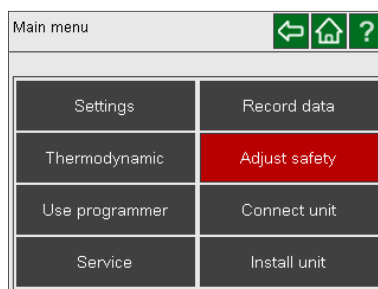 Main menu
?
Settings
Record data
Thermodynamic
Adjust safety
Use programmer
Connect unit
Service
Install unit